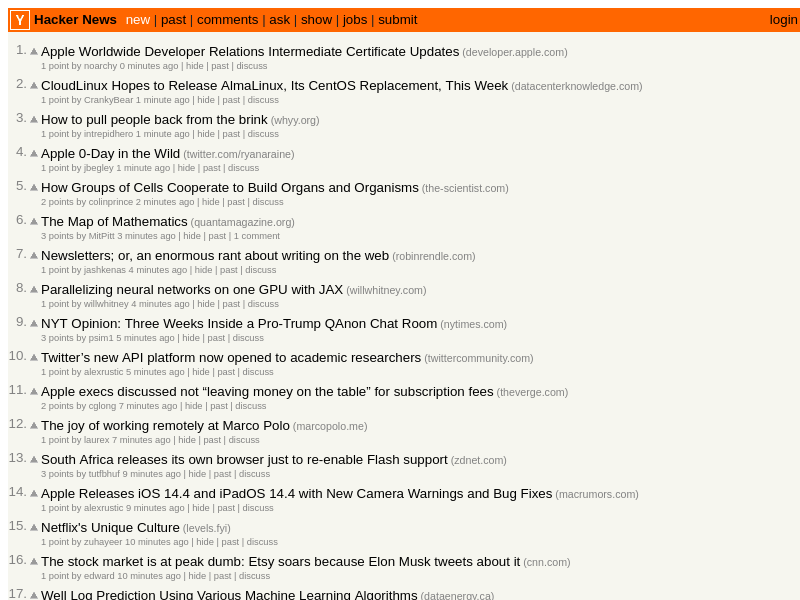 Y Hacker News new | past | comments | ask | show | jobs | submit login
1. Apple Worldwide Developer Relations Intermediate Certificate Updates (developer.apple.com)
1 point by noarchy 0 minutes ago | hide | past | discuss
2. CloudLinux Hopes to Release AlmaLinux, Its CentOS Replacement, This Week (datacenterknowledge.com)
1 point by CrankyBear 1 minute ago | hide | past | discuss
3. How to pull people back from the brink (whyy.org)
1 point by intrepidhero 1 minute ago | hide | past | discuss
4. Apple 0-Day in the Wild (twitter.com/ryanaraine)
1 point by jbegley 1 minute ago | hide | past | discuss
5. How Groups of Cells Cooperate to Build Organs and Organisms (the-scientist.com)
2 points by colinprince 2 minutes ago | hide | past | discuss
6. The Map of Mathematics (quantamagazine.org)
3 points by MitPitt 3 minutes ago | hide | past | 1 comment
7. Newsletters; or, an enormous rant about writing on the web (robinrendle.com)
1 point by jashkenas 4 minutes ago | hide | past | discuss
8. Parallelizing neural networks on one GPU with JAX (willwhitney.com)
1 point by willwhitney 4 minutes ago | hide | past | discuss
9. NYT Opinion: Three Weeks Inside a Pro-Trump QAnon Chat Room (nytimes.com)
3 points by psim1 5 minutes ago | hide | past | discuss
10. Twitter’s new API platform now opened to academic researchers (twittercommunity.com)
1 point by alexrustic 5 minutes ago | hide | past | discuss
11. Apple execs discussed not “leaving money on the table” for subscription fees (theverge.com)
2 points by cglong 7 minutes ago | hide | past | discuss
12. The joy of working remotely at Marco Polo (marcopolo.me)
1 point by laurex 7 minutes ago | hide | past | discuss
13. South Africa releases its own browser just to re-enable Flash support (zdnet.com)
3 points by tutfbhuf 9 minutes ago | hide | past | discuss
14. Apple Releases iOS 14.4 and iPadOS 14.4 with New Camera Warnings and Bug Fixes (macrumors.com)
1 point by alexrustic 9 minutes ago | hide | past | discuss
15. Netflix's Unique Culture (levels.fyi)
1 point by zuhayeer 10 minutes ago | hide | past | discuss
16. The stock market is at peak dumb: Etsy soars because Elon Musk tweets about it (cnn.com)
1 point by edward 10 minutes ago | hide | past | discuss
17. Well Log Prediction Using Various Machine Learning Algorithms (dataenergy.ca)